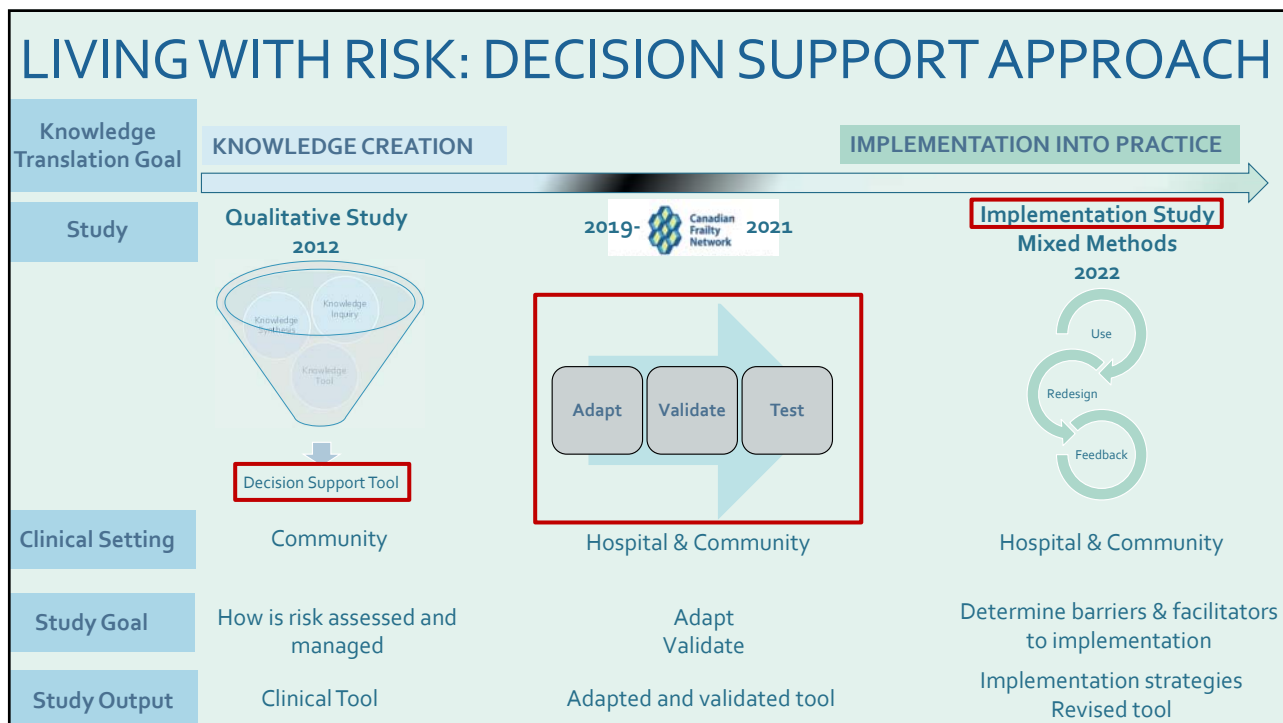 LIVING WITH RISK: DECISION SUPPORT APPROACH
Knowledge
Translation Goal
KNOWLEDGE CREATION
IMPLEMENTATION INTO PRACTICE
Study
Qualitative Study
2012
Knowledge
Synthesis
Knowledge
Inquiry
Knowledge
Tool
Decision Support Tool
2019-
Canadian
Frailty
Network
2021
Adapt
Validate
Test
Implementation Study
Mixed Methods
2022
Use
Redesign
Feedback
Clinical Setting
Community
Hospital & Community
Hospital & Community
Study Goal
How is risk assessed and
managed
Adapt
Validate
Determine barriers & facilitators
to implementation
Study Output
Clinical Tool
Adapted and validated tool
Implementation strategies
Revised tool